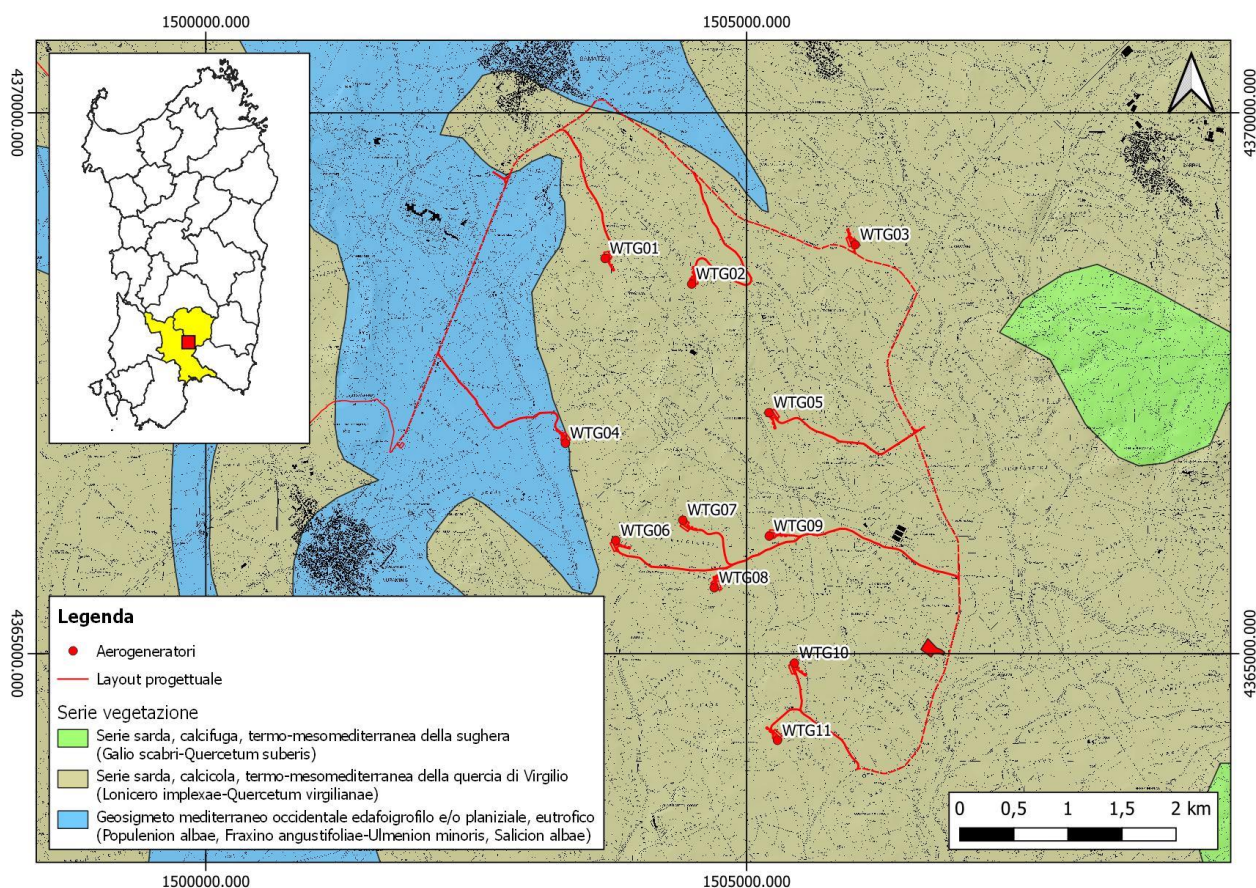 1500000.000
1505000.000
4370000.000
4370000.000
WTG03
WTG01
WTG02
WTG05
WTG04
WTG07
WTG06
WTG09
WTG08
WTG10
WTG11
4365000.000
4365000.000
Legenda
Aerogeneratori
Layout progettuale
Serie vegetazione
Serie sarda, calcifuga, termo-mesomediterranea della sughera
(Galio scabri-Quercetum suberis)
Serie sarda, calcicola, termo-mesomediterranea della quercia di Virgilio
(Lonicero implexae-Quercetum virgilianae)
Geosigmeto mediterraneo occidentale edafoigrofilo e/o planiziale, eutrofico
(Populenion albae, Fraxino angustifoliae-Ulmenion minoris, Salicion albae)
0 0,5 1 1,5 2 km
1500000.000
1505000.000